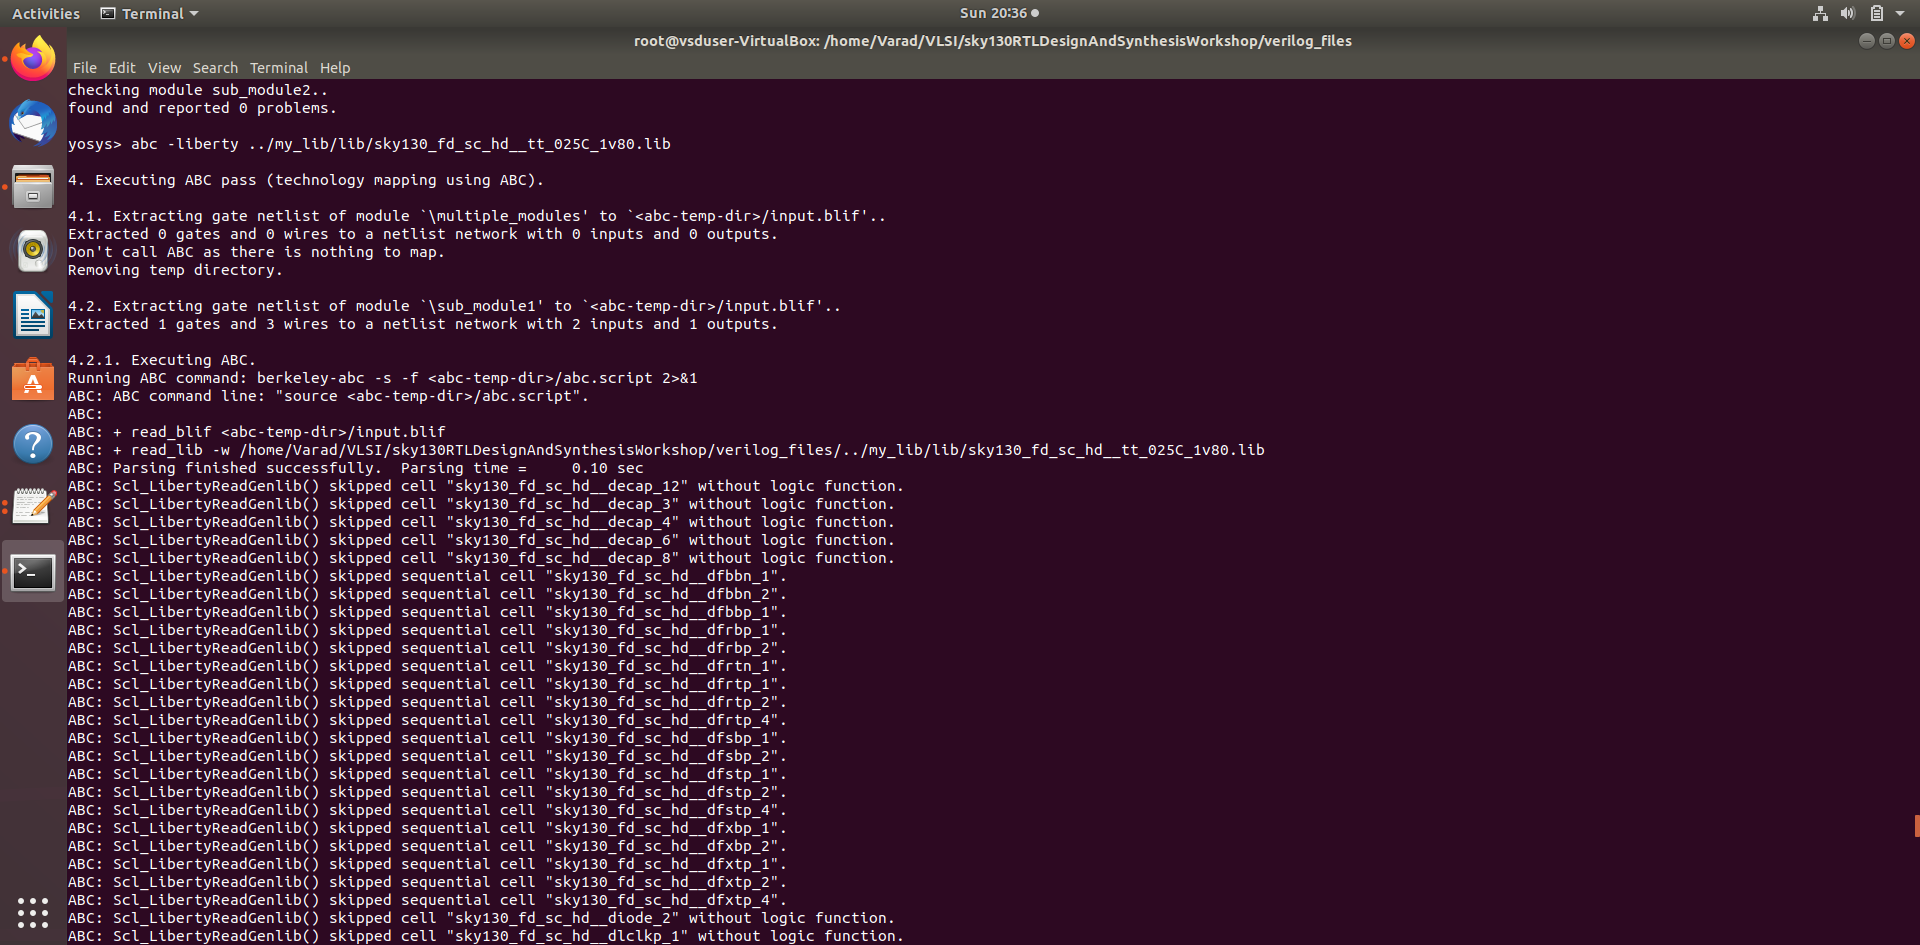 Activities Terminal Sun 20:36
root@vsduser-VirtualBox: /home/Varad/VLSI/sky130RTLDesignAndSynthesisWorkshop/verilog_files
File Edit View Search Terminal Help
checking module sub_module2..
found and reported 0 problems.
yosys> abc -liberty ../my_lib/lib/sky130_fd_sc_hd__tt_025C_1v80.lib
4. Executing ABC pass (technology mapping using ABC).
4.1. Extracting gate netlist of module `\multiple_modules' to `<abc-temp-dir>/input.blif'..
Extracted 0 gates and 0 wires to a netlist network with 0 inputs and 0 outputs.
Don't call ABC as there is nothing to map.
Removing temp directory.
4.2. Extracting gate netlist of module `\sub_module1' to `<abc-temp-dir>/input.blif'..
Extracted 1 gates and 3 wires to a netlist network with 2 inputs and 1 outputs.
4.2.1. Executing ABC.
Running ABC command: berkeley-abc -s -f <abc-temp-dir>/abc.script 2>&1
ABC: ABC command line: "source <abc-temp-dir>/abc.script".
ABC:
ABC: + read_blif <abc-temp-dir>/input.blif
ABC: + read_lib -w /home/Varad/VLSI/sky130RTLDesignAndSynthesisWorkshop/verilog_files/../my_lib/lib/sky130_fd_sc_hd__tt_025C_1v80.lib
ABC: Parsing finished successfully.  Parsing time =     0.10 sec
ABC: Scl_LibertyReadGenlib() skipped cell "sky130_fd_sc_hd__decap_12" without logic function.
ABC: Scl_LibertyReadGenlib() skipped cell "sky130_fd_sc_hd__decap_3" without logic function.
ABC: Scl_LibertyReadGenlib() skipped cell "sky130_fd_sc_hd__decap_4" without logic function.
ABC: Scl_LibertyReadGenlib() skipped cell "sky130_fd_sc_hd__decap_6" without logic function.
ABC: Scl_LibertyReadGenlib() skipped cell "sky130_fd_sc_hd__decap_8" without logic function.
ABC: Scl_LibertyReadGenlib() skipped sequential cell "sky130_fd_sc_hd__dfbbn_1".
ABC: Scl_LibertyReadGenlib() skipped sequential cell "sky130_fd_sc_hd__dfbbn_2".
ABC: Scl_LibertyReadGenlib() skipped sequential cell "sky130_fd_sc_hd__dfbbp_1".
ABC: Scl_LibertyReadGenlib() skipped sequential cell "sky130_fd_sc_hd__dfrbp_1".
ABC: Scl_LibertyReadGenlib() skipped sequential cell "sky130_fd_sc_hd__dfrbp_2".
ABC: Scl_LibertyReadGenlib() skipped sequential cell "sky130_fd_sc_hd__dfrtn_1".
ABC: Scl_LibertyReadGenlib() skipped sequential cell "sky130_fd_sc_hd__dfrtp_1".
ABC: Scl_LibertyReadGenlib() skipped sequential cell "sky130_fd_sc_hd__dfrtp_2".
ABC: Scl_LibertyReadGenlib() skipped sequential cell "sky130_fd_sc_hd__dfrtp_4".
ABC: Scl_LibertyReadGenlib() skipped sequential cell "sky130_fd_sc_hd__dfsbp_1".
ABC: Scl_LibertyReadGenlib() skipped sequential cell "sky130_fd_sc_hd__dfsbp_2".
ABC: Scl_LibertyReadGenlib() skipped sequential cell "sky130_fd_sc_hd__dfstp_1".
ABC: Scl_LibertyReadGenlib() skipped sequential cell "sky130_fd_sc_hd__dfstp_2".
ABC: Scl_LibertyReadGenlib() skipped sequential cell "sky130_fd_sc_hd__dfstp_4".
ABC: Scl_LibertyReadGenlib() skipped sequential cell "sky130_fd_sc_hd__dfxbp_1".
ABC: Scl_LibertyReadGenlib() skipped sequential cell "sky130_fd_sc_hd__dfxbp_2".
ABC: Scl_LibertyReadGenlib() skipped sequential cell "sky130_fd_sc_hd__dfxtp_1".
ABC: Scl_LibertyReadGenlib() skipped sequential cell "sky130_fd_sc_hd__dfxtp_2".
ABC: Scl_LibertyReadGenlib() skipped sequential cell "sky130_fd_sc_hd__dfxtp_4".
ABC: Scl_LibertyReadGenlib() skipped cell "sky130_fd_sc_hd__diode_2" without logic function.
ABC: Scl_LibertyReadGenlib() skipped cell "sky130_fd_sc_hd__dlclkp_1" without logic function.